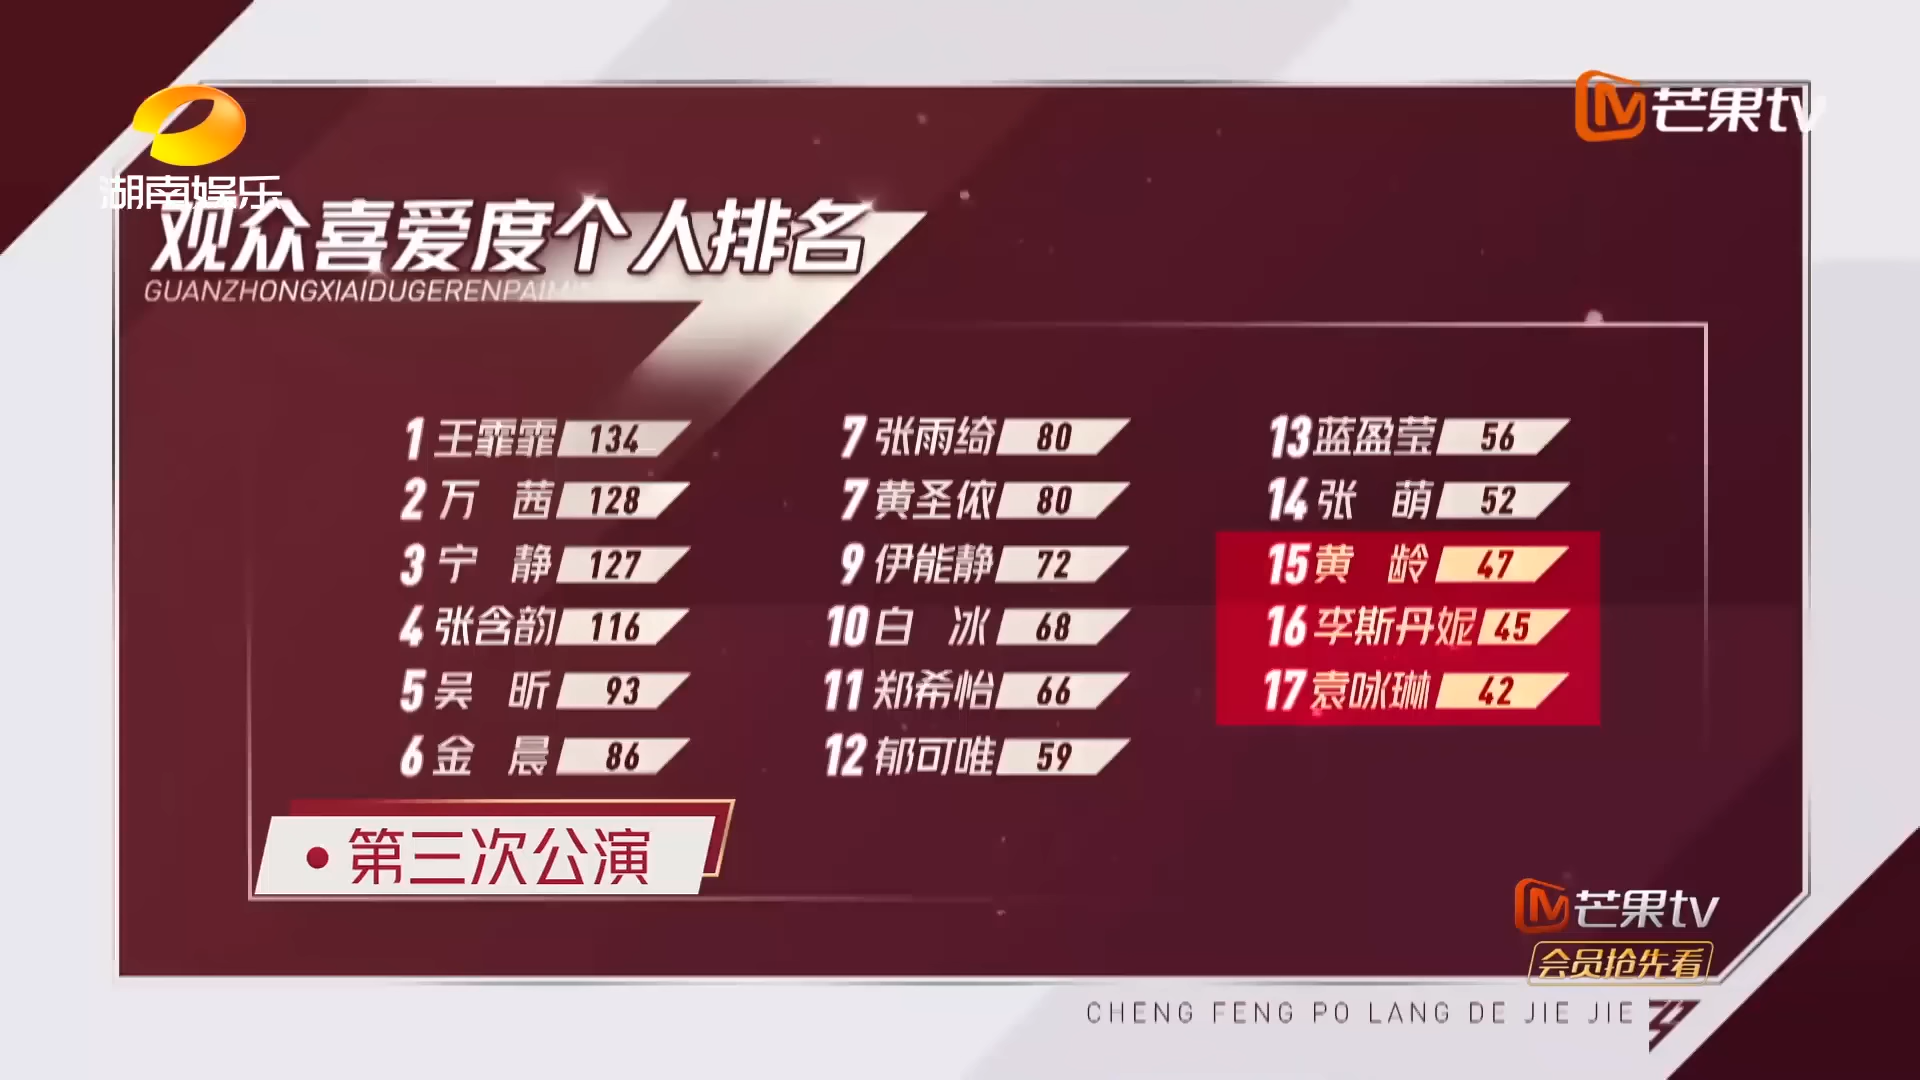 湖南娱乐
芒果tv
观众喜爱度个人排名
GUANZHONGXIAIDUGERENPAIMI
1 王霏霏 134
2 万 茜 128
3 宁 静 127
4 张含韵 116
5 吴 昕 93
6 金 晨 86
7 张雨绮 80
7 黄圣依 80
9 伊能静 72
10 白 冰 68
11 郑希怡 66
12 郁可唯 59
13 蓝盈莹 56
14 张 萌 52
15 黄 龄 47
16 李斯丹妮 45
17 袁咏琳 42
第三次公演
芒果tv
会员抢先看
CHENG FENG PO LANG DE JIE JIE